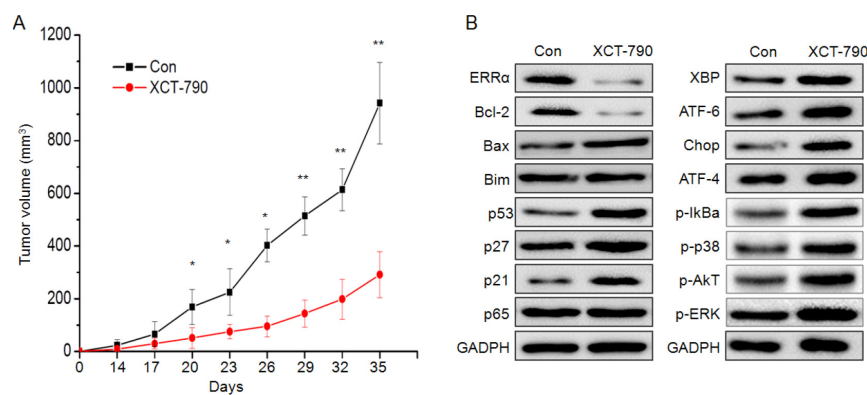 A
1200
1000
800
600
400
200
0
Tumor volume (mm³)
Con
XCT-790
*
*
*
**
**
**
0 14 17 20 23 26 29 32 35
Days
B
Con XCT-790
ERRα
Bcl-2
Bax
Bim
p53
p27
p21
p65
GADPH
Con XCT-790
XBP
ATF-6
Chop
ATF-4
p-IkBa
p-p38
p-AkT
p-ERK
GADPH